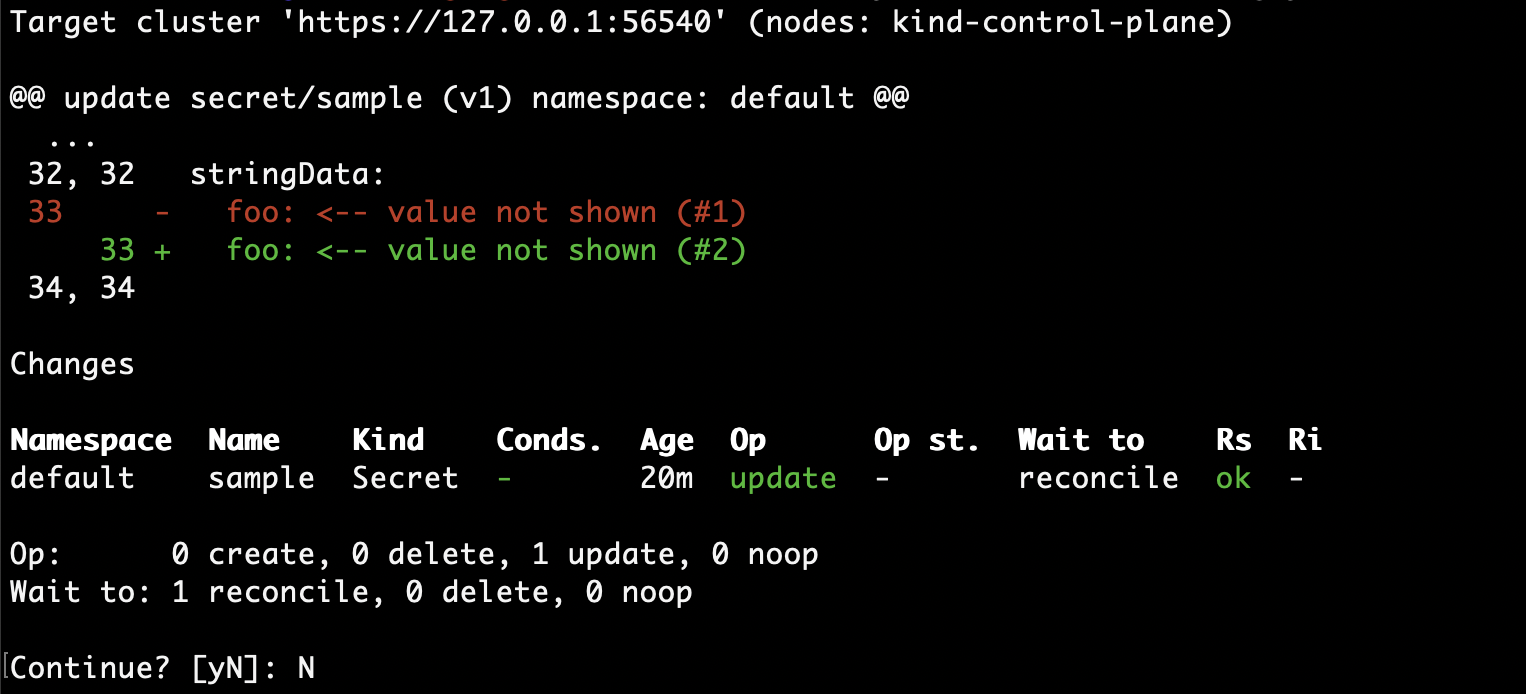 Target cluster 'https://127.0.0.1:56540' (nodes: kind-control-plane)
@@ update secret/sample (v1) namespace: default @@
...
32, 32   stringData:
33     -   foo: <-- value not shown (#1)
33 +   foo: <-- value not shown (#2)
34, 34
Changes
Namespace  Name    Kind    Conds.  Age  Op      Op st.  Wait to    Rs  Ri
default    sample  Secret  -       20m  update  -       reconcile  ok  -
Op:      0 create, 0 delete, 1 update, 0 noop
Wait to: 1 reconcile, 0 delete, 0 noop
Continue? [yN]: N